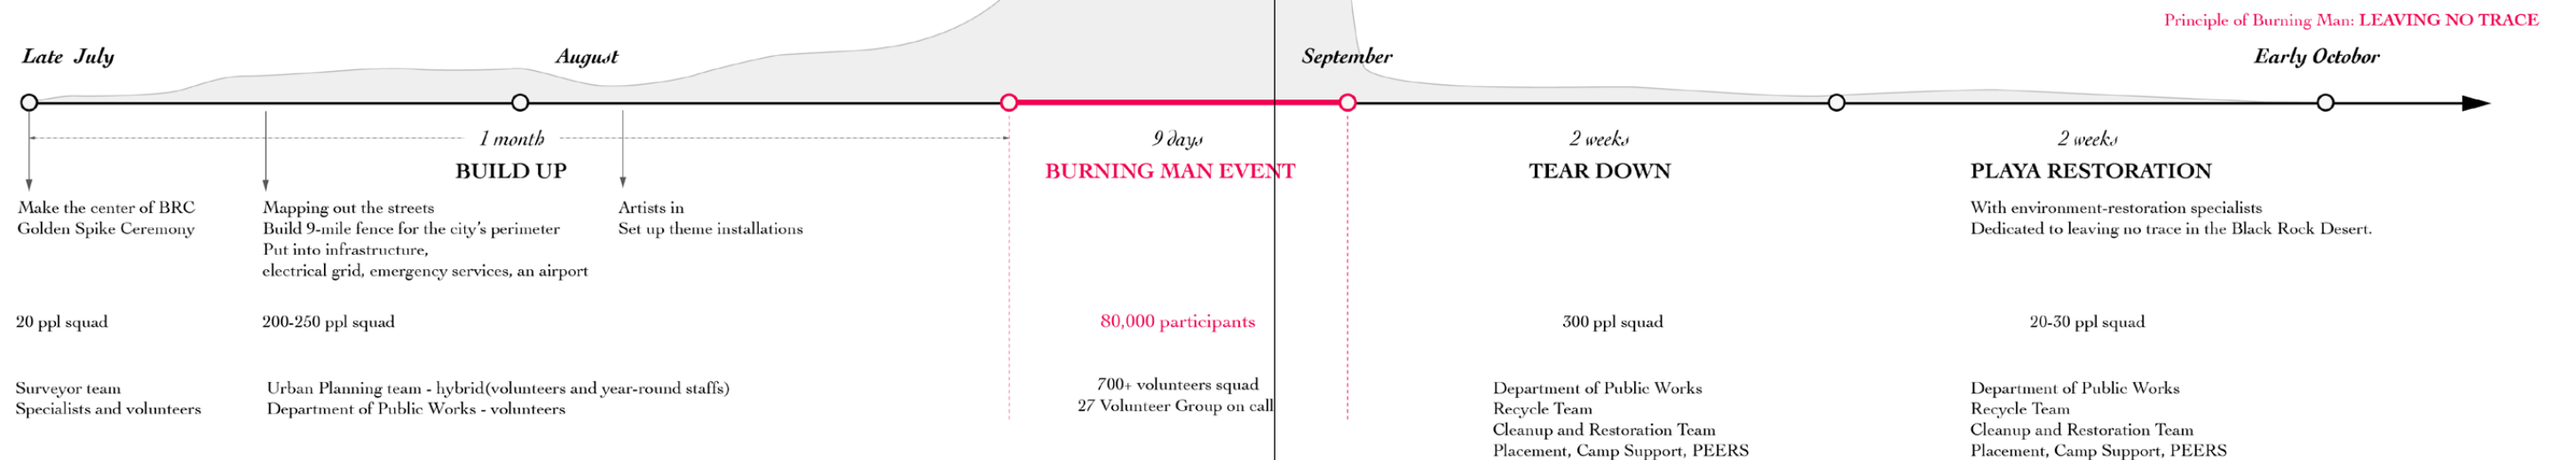 Principle of Burning Man: LEAVING NO TRACE
Late July
August
September
Early Octobor
1 month
9 days
2 weeks
2 weeks
BUILD UP
BURNING MAN EVENT
TEAR DOWN
PLAYA RESTORATION
Make the center of BRC
Golden Spike Ceremony
Mapping out the streets
Build 9-mile fence for the city's perimeter
Put into infrastructure,
electrical grid, emergency services, an airport
Artists in
Set up theme installations
With environment-restoration specialists
Dedicated to leaving no trace in the Black Rock Desert.
20 ppl squad
200-250 ppl squad
80,000 participants
300 ppl squad
20-30 ppl squad
Surveyor team
Specialists and volunteers
Urban Planning team - hybrid(volunteers and year-round staffs)
Department of Public Works - volunteers
700+ volunteers squad
27 Volunteer Group on call
Department of Public Works
Recycle Team
Cleanup and Restoration Team
Placement, Camp Support, PEERS
Department of Public Works
Recycle Team
Cleanup and Restoration Team
Placement, Camp Support, PEERS